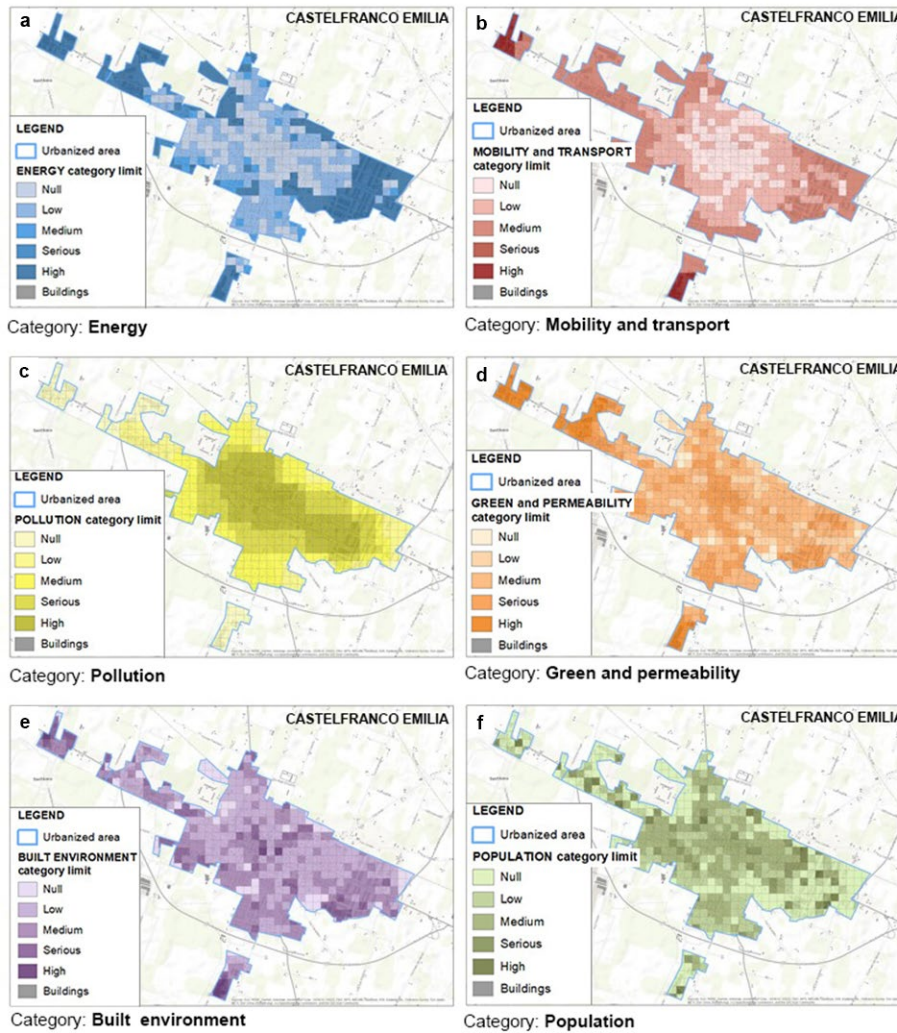 a
CASTELFRANCO EMILIA
LEGEND
Urbanized area
ENERGY category limit
Null
Low
Medium
Serious
High
Buildings
Category: Energy
b
CASTELFRANCO EMILIA
LEGEND
Urbanized area
MOBILITY and TRANSPORT
category limit
Null
Low
Medium
Serious
High
Buildings
Category: Mobility and transport
c
CASTELFRANCO EMILIA
LEGEND
Urbanized area
POLLUTION category limit
Null
Low
Medium
Serious
High
Buildings
Category: Pollution
d
CASTELFRANCO EMILIA
LEGEND
Urbanized area
GREEN and PERMEABILITY
category limit
Null
Low
Medium
Serious
High
Buildings
Category: Green and permeability
e
CASTELFRANCO EMILIA
LEGEND
Urbanized area
BUILT ENVIRONMENT
category limit
Null
Low
Medium
Serious
High
Buildings
Category: Built environment
f
CASTELFRANCO EMILIA
LEGEND
Urbanized area
POPULATION category limit
Null
Low
Medium
Serious
High
Buildings
Category: Population